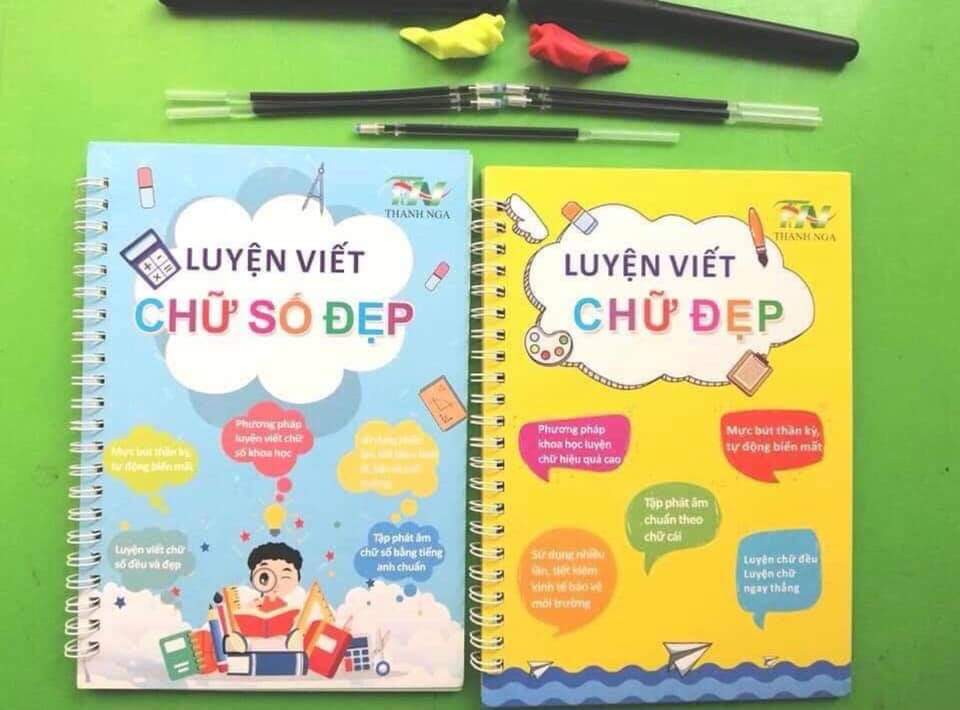 THANH NGA
LUYỆN VIẾT
CHỮ SỐ ĐẸP
Mực bút thần kỳ,
tự động biến mất
Phương pháp
luyện viết chữ
số khoa học
Luyện viết chữ
số đều và đẹp
Tập phát âm
chữ số bằng tiếng
anh chuẩn
THANH NGA
LUYỆN VIẾT
CHỮ ĐẸP
Phương pháp
khoa học luyện
chữ hiệu quả cao
Mực bút thần kỳ,
tự động biến mất
Tập phát âm
chuẩn theo
chữ cái
Sử dụng nhiều
lần, tiết kiệm
kinh tế bảo vệ
môi trường
Luyện chữ đều
Luyện chữ
ngay thẳng